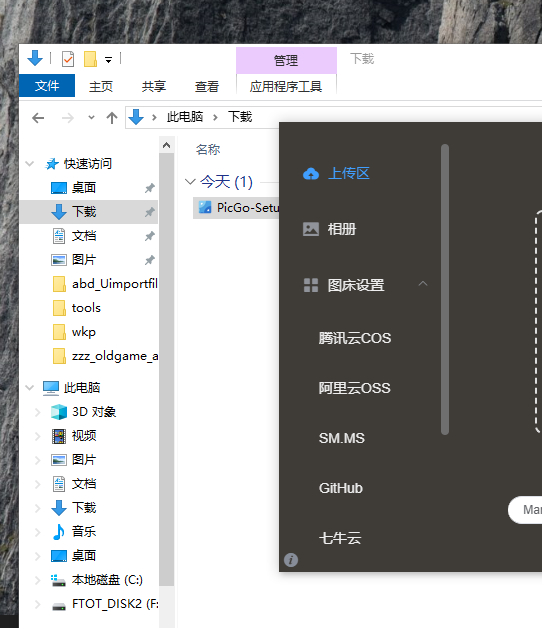 管理
下载
文件
主页
共享
查看
应用程序工具
此电脑
下载
名称
快速访问
桌面
下载
文档
图片
abd_Uimportfil
tools
wkp
zzz_oldgame_a
此电脑
3D 对象
视频
图片
文档
下载
音乐
桌面
本地磁盘 (C:)
FTOT_DISK2 (F:
今天 (1)
PicGo-Setu
上传区
相册
图床设置
腾讯云COS
阿里云OSS
SM.MS
GitHub
七牛云
Mar